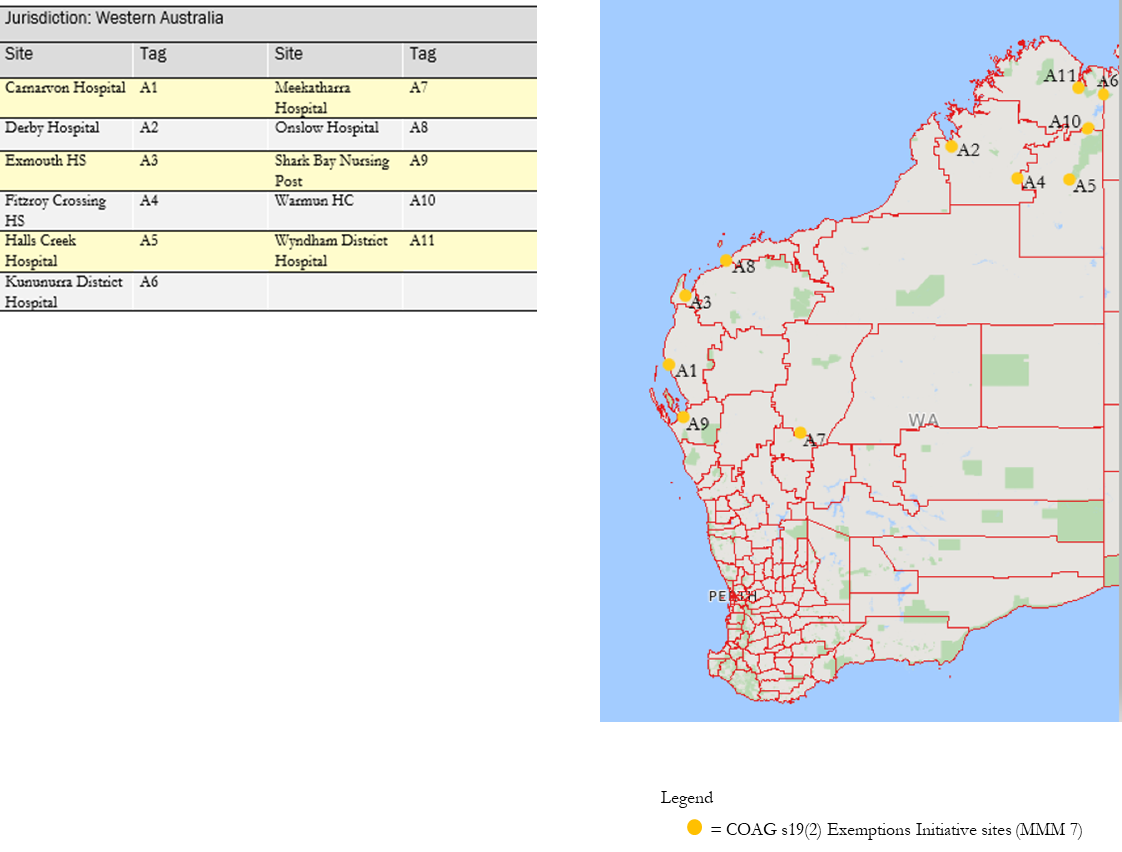 Jurisdiction: Western Australia
Site Tag Site Tag
Carnarvon Hospital A1 Meekatharra
Hospital A7
Derby Hospital A2 Onslow Hospital A8
Exmouth HS A3 Shark Bay Nursing
Post A9
Fitzroy Crossing
HS A4 Warmun HC A10
Halls Creek
Hospital A5 Wyndham District
Hospital A11
Kununurra District
Hospital A6
A11
A6
A10
A2
A4
A5
A8
A3
A1
A9
A7
WA
PERTH
Legend
= COAG s19(2) Exemptions Initiative sites (MMM 7)